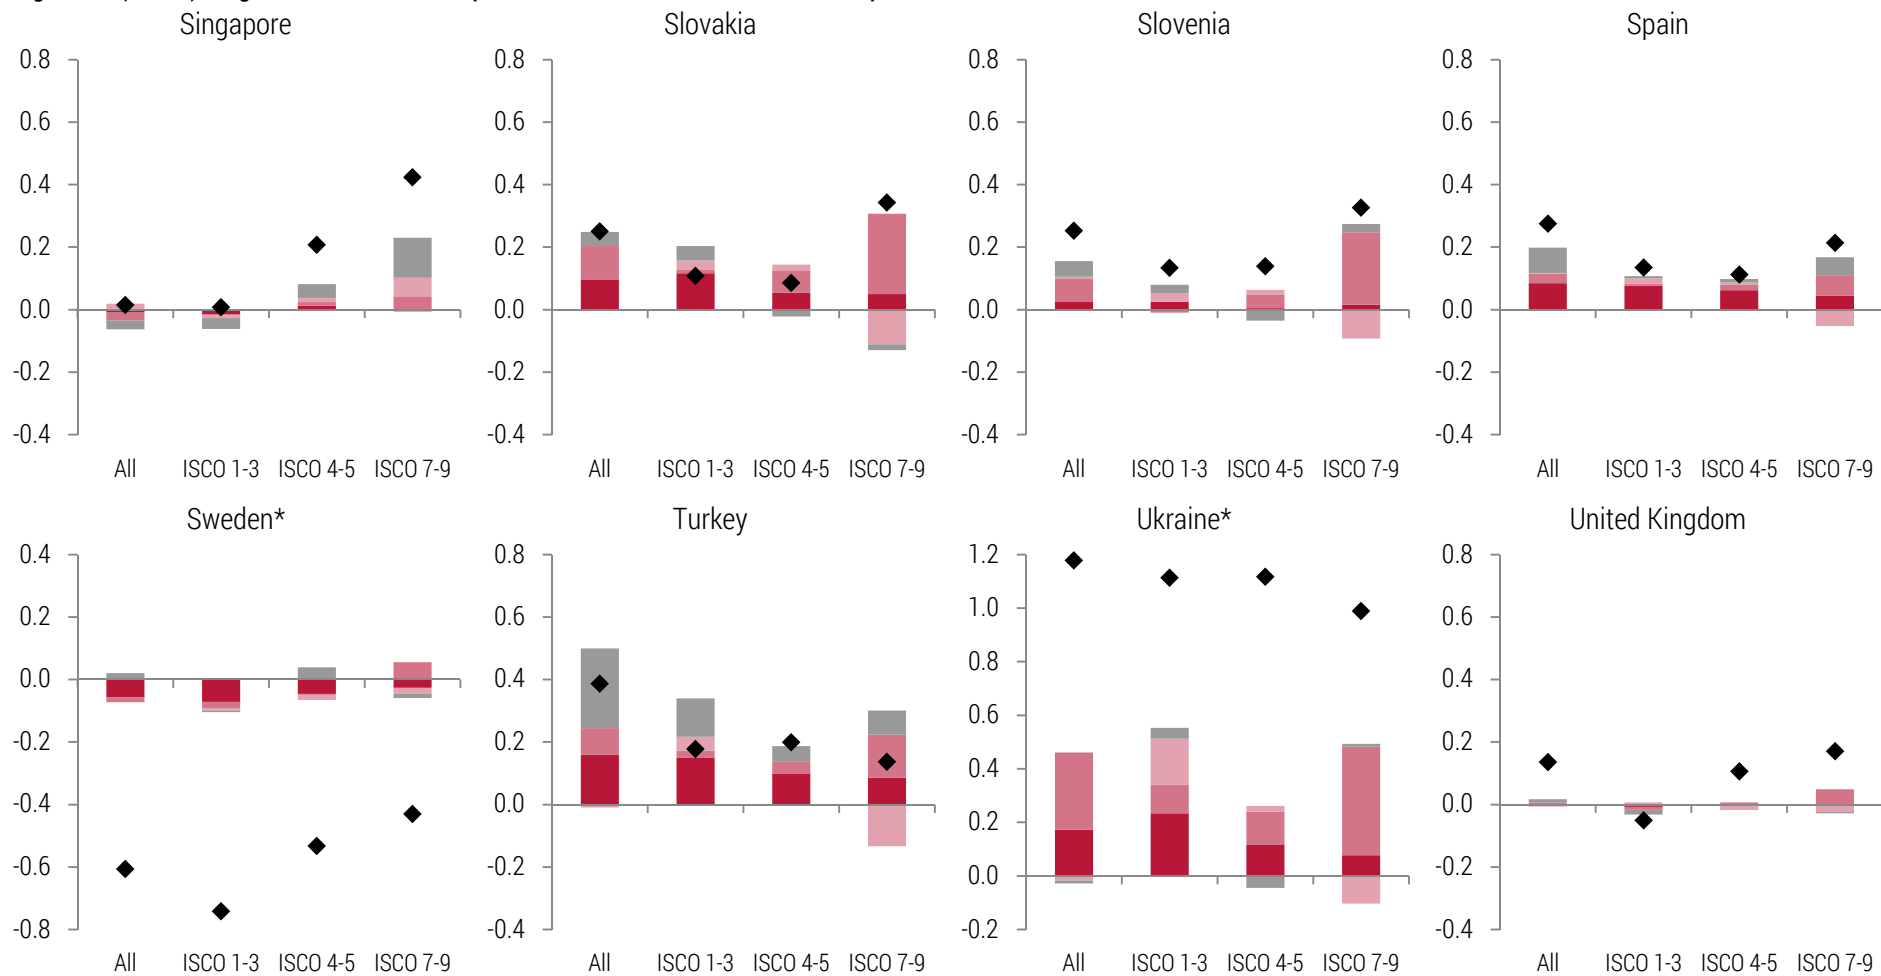 Singapore Slovakia Slovenia Spain
0.8 0.8 0.8 0.8
0.6 0.6 0.6 0.6
0.4 0.4 0.4 0.4
0.2 0.2 0.2 0.2
0.0 0.0 0.0 0.0
-0.2 -0.2 -0.2 -0.2
-0.4 -0.4 -0.4 -0.4
All ISCO 1-3 ISCO 4-5 ISCO 7-9 All ISCO 1-3 ISCO 4-5 ISCO 7-9 All ISCO 1-3 ISCO 4-5 ISCO 7-9 All ISCO 1-3 ISCO 4-5 ISCO 7-9
Sweden* Turkey Ukraine* United Kingdom
0.4 0.8 1.2 0.8
0.2 0.6 1.0 0.6
0.0 0.4 0.8 0.4
-0.2 0.2 0.6 0.2
-0.4 0.0 0.4 0.0
-0.6 -0.2 0.2 -0.2
-0.8 -0.4 0.0 -0.4
-0.2
All ISCO 1-3 ISCO 4-5 ISCO 7-9 All ISCO 1-3 ISCO 4-5 ISCO 7-9 All ISCO 1-3 ISCO 4-5 ISCO 7-9 All ISCO 1-3 ISCO 4-5 ISCO 7-9